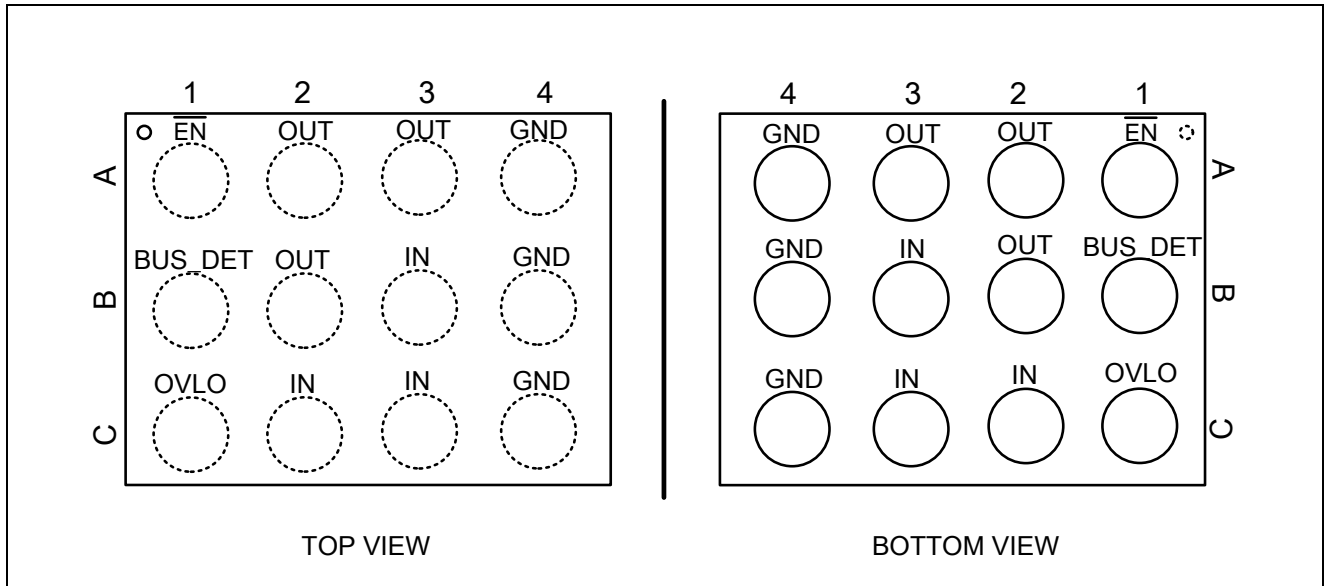 1 2 3 4
EN OUT OUT GND
A
BUS_DET OUT IN GND
B
OVLO IN IN GND
C
TOP VIEW
4 3 2 1
GND OUT OUT EN
A
GND IN OUT BUS_DET
B
GND IN IN OVLO
C
BOTTOM VIEW